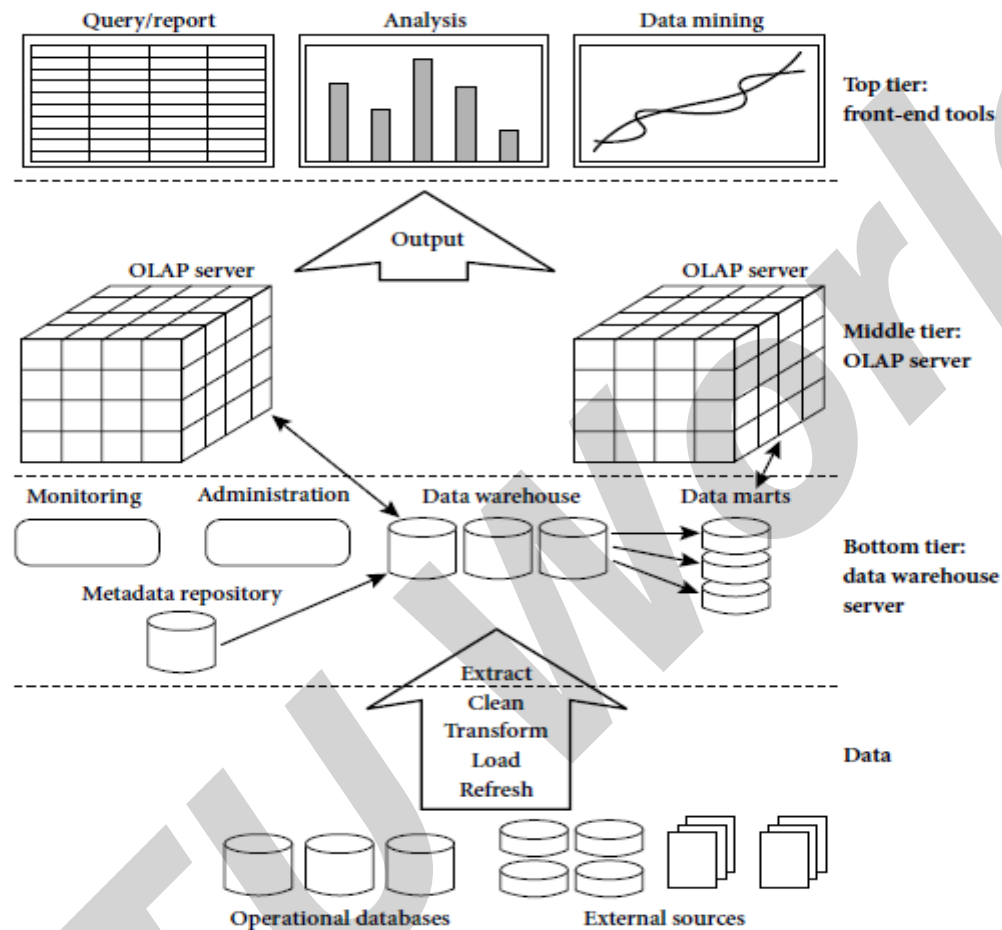 Query/report
Analysis
Data mining
Top tier:
front-end tools
Output
OLAP server
OLAP server
Middle tier:
OLAP server
Monitoring
Administration
Data warehouse
Data marts
Bottom tier:
data warehouse
server
Metadata repository
Extract
Clean
Transform
Load
Refresh
Data
Operational databases
External sources